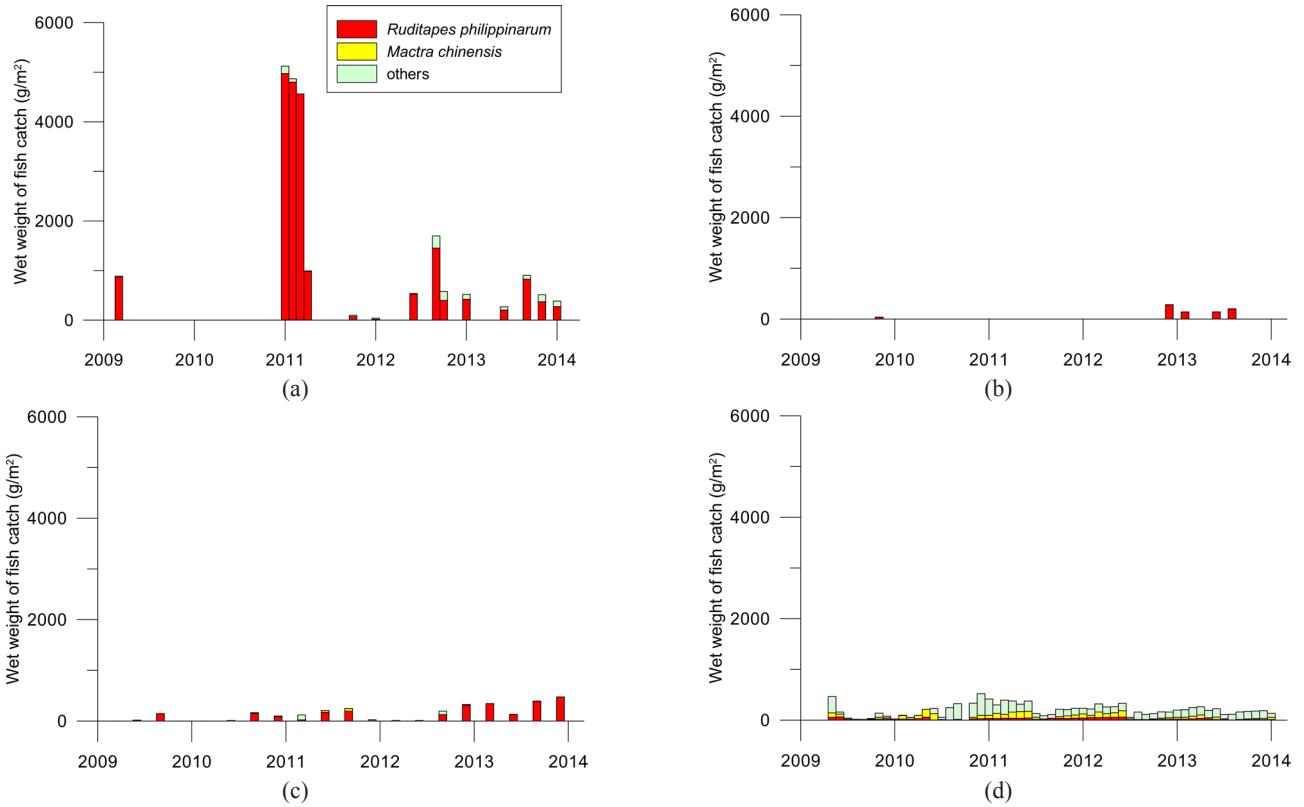 Wet weight of fish catch (g/m²)
6000
4000
2000
0
2009 2010 2011 2012 2013 2014
Ruditapes philippinarum
Mactra chinensis
others
(a)
Wet weight of fish catch (g/m²)
6000
4000
2000
0
2009 2010 2011 2012 2013 2014
(b)
Wet weight of fish catch (g/m²)
6000
4000
2000
0
2009 2010 2011 2012 2013 2014
(c)
Wet weight of fish catch (g/m²)
6000
4000
2000
0
2009 2010 2011 2012 2013 2014
(d)